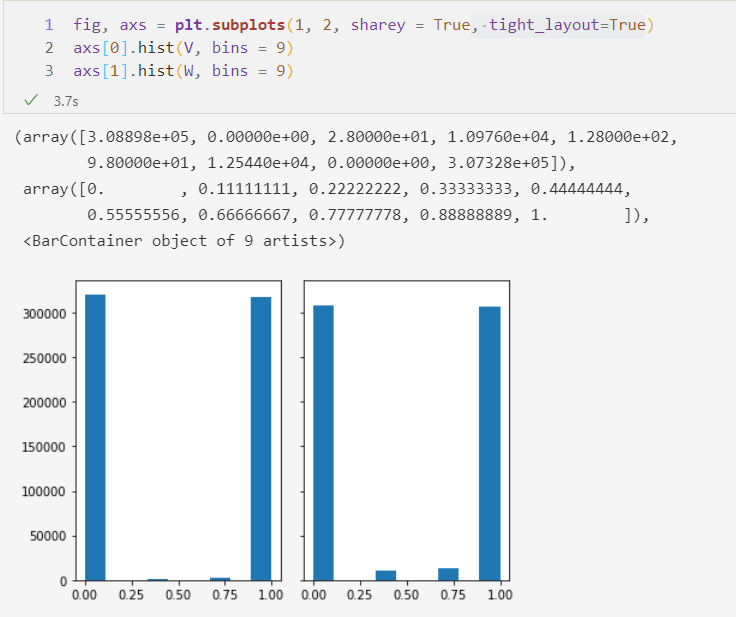 1 fig, axs = plt.subplots(1, 2, sharey = True, tight_layout=True)
2 axs[0].hist(V, bins = 9)
3 axs[1].hist(W, bins = 9)
✓ 3.7s
(array([3.08898e+05, 0.00000e+00, 2.80000e+01, 1.09760e+04, 1.28000e+02,
9.80000e+01, 1.25440e+04, 0.00000e+00, 3.07328e+05]),
array([0. , 0.11111111, 0.22222222, 0.33333333, 0.44444444,
0.55555556, 0.66666667, 0.77777778, 0.88888889, 1. ]),
<BarContainer object of 9 artists>)
300000
250000
200000
150000
100000
50000
0
0.00 0.25 0.50 0.75 1.00 0.00 0.25 0.50 0.75 1.00